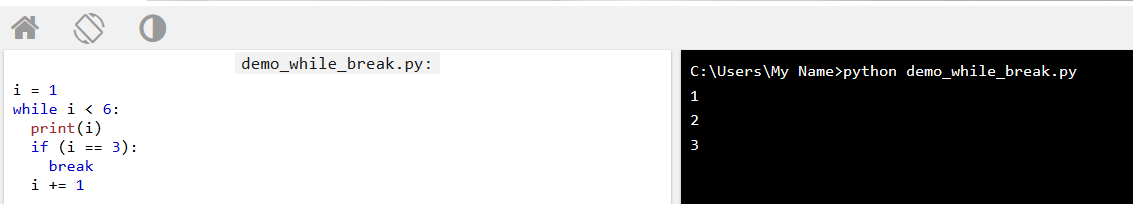 demo_while_break.py:
i = 1
while i < 6:
  print(i)
  if (i == 3):
    break
  i += 1
C:\Users\My Name>python demo_while_break.py
1
2
3